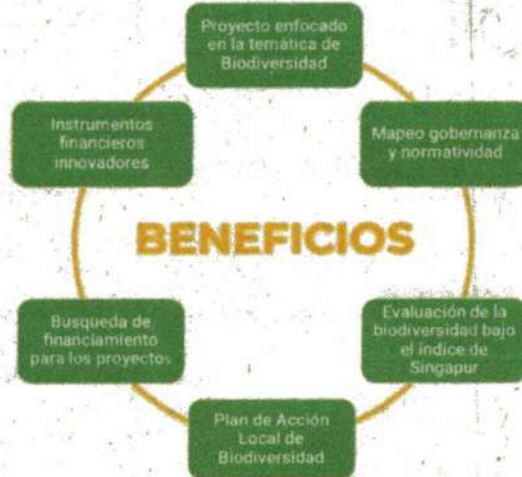 Proyecto enfocado
en la temática de
Biodiversidad
Instrumentos
financieros
innovadores
Mapeo gobernanza
y normatividad
BENEFICIOS
Busqueda de
financiamiento
para los proyectos
Evaluación de la
biodiversidad bajo
el índice de
Singapur
Plan de Acción
Local de
Biodiversidad